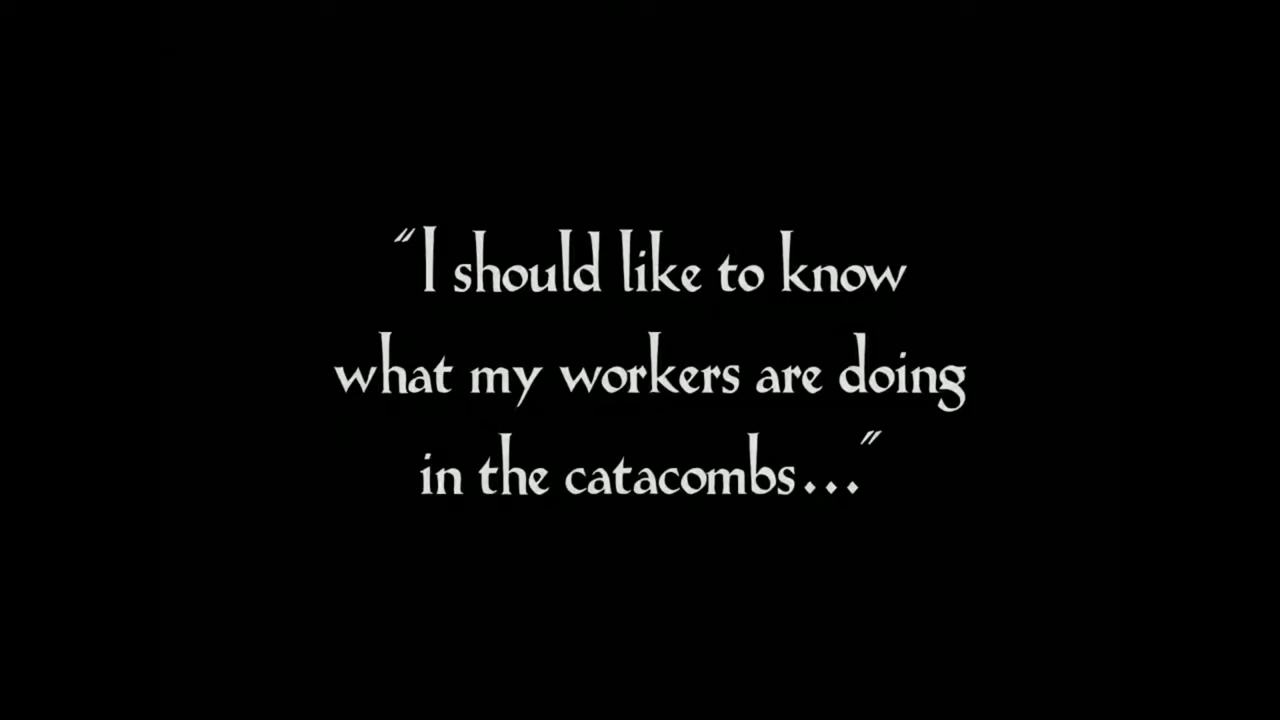 "I should like to know
what my workers are doing
in the catacombs..."